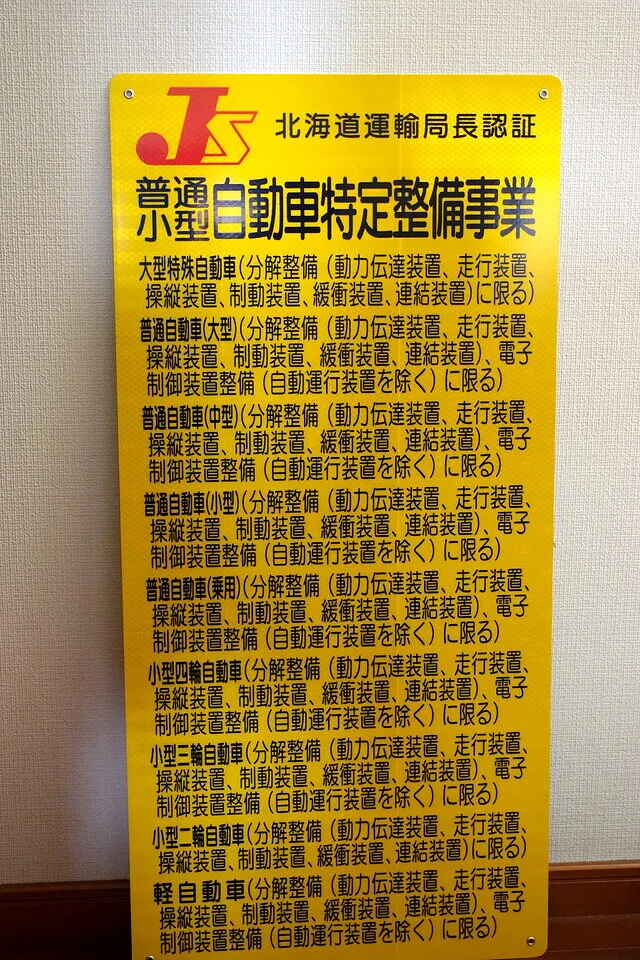 JS
北海道運輸局長認証
普通
小型
自動車特定整備事業
大型特殊自動車(分解整備(動力伝達装置、走行装置、
操縦装置、制動装置、緩衝装置、連結装置)に限る)
普通自動車(大型)(分解整備(動力伝達装置、走行装置、
操縦装置、制動装置、緩衝装置、連結装置)、電子
制御装置整備(自動運行装置を除く)に限る)
普通自動車(中型)(分解整備(動力伝達装置、走行装置、
操縦装置、制動装置、緩衝装置、連結装置)、電子
制御装置整備(自動運行装置を除く)に限る)
普通自動車(小型)(分解整備(動力伝達装置、走行装置、
操縦装置、制動装置、緩衝装置、連結装置)、電子
制御装置整備(自動運行装置を除く)に限る)
普通自動車(乗用)(分解整備(動力伝達装置、走行装置、
操縦装置、制動装置、緩衝装置、連結装置)、電子
制御装置整備(自動運行装置を除く)に限る)
小型四輪自動車(分解整備(動力伝達装置、走行装置、
操縦装置、制動装置、緩衝装置、連結装置)、電子
制御装置整備(自動運行装置を除く)に限る)
小型三輪自動車(分解整備(動力伝達装置、走行装置、
操縦装置、制動装置、緩衝装置、連結装置)、電子
制御装置整備(自動運行装置を除く)に限る)
小型二輪自動車(分解整備(動力伝達装置、走行装置、
操縦装置、制動装置、緩衝装置、連結装置)に限る)
軽自動車(分解整備(動力伝達装置、走行装置、
操縦装置、制動装置、緩衝装置、連結装置)、電子
制御装置整備(自動運行装置を除く)に限る)